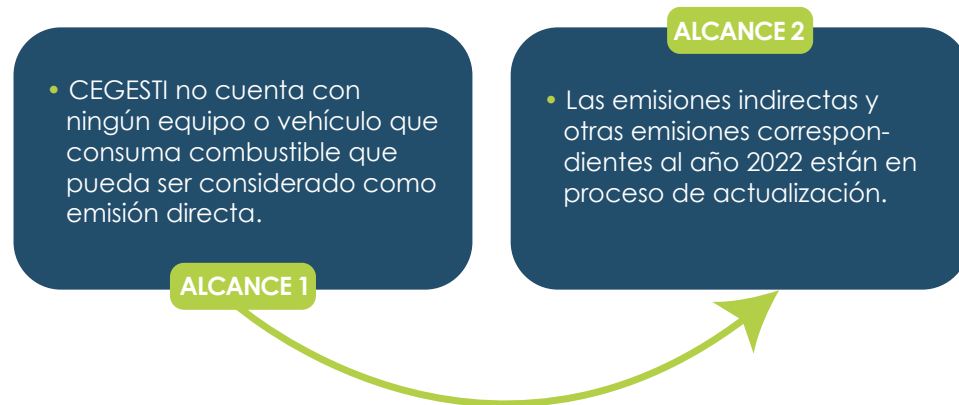 • CEGESTI no cuenta con
ningún equipo o vehículo que
consuma combustible que
pueda ser considerado como
emisión directa.
ALCANCE 1
ALCANCE 2
• Las emisiones indirectas y
otras emisiones correspon-
dientes al año 2022 están en
proceso de actualización.